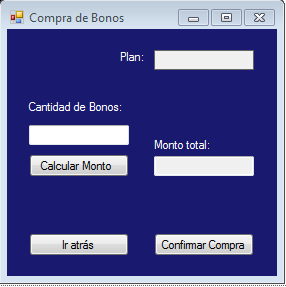 Compra de Bonos
Plan:
Cantidad de Bonos:
Monto total:
Calcular Monto
Ir atrás
Confirmar Compra